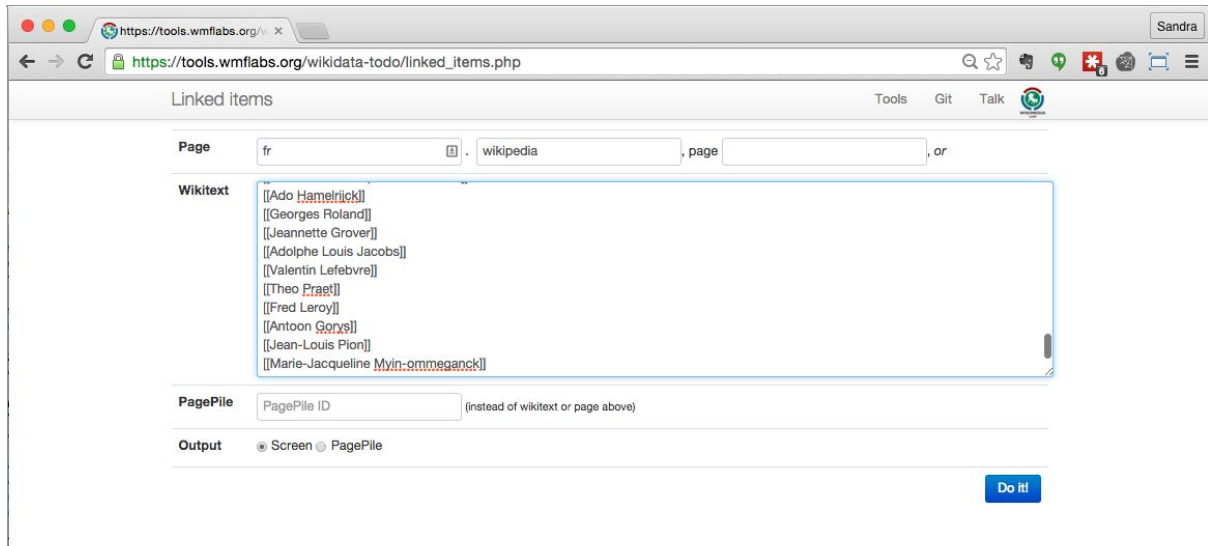 https://tools.wmflabs.org/w ×
Sandra
https://tools.wmflabs.org/wikidata-todo/linked_items.php
6
Linked items Tools Git Talk
Page fr . wikipedia , page , or
Wikitext
[[Ado Hamelrijck]]
[[Georges Roland]]
[[Jeannette Grover]]
[[Adolphe Louis Jacobs]]
[[Valentin Lefebvre]]
[[Theo Praet]]
[[Fred Leroy]]
[[Antoon Gorys]]
[[Jean-Louis Pion]]
[[Marie-Jacqueline Myin-ommeganck]]
PagePile PagePile ID (instead of wikitext or page above)
Output Screen PagePile
Do it!